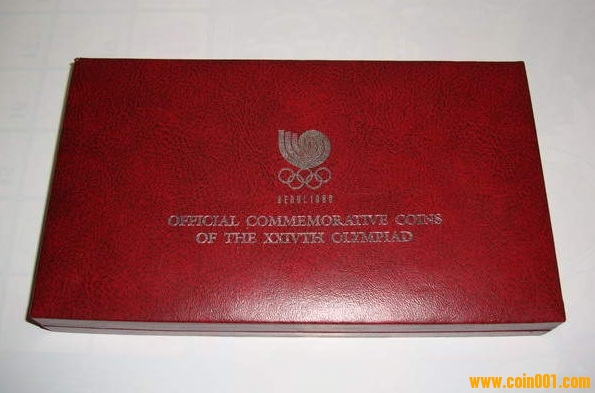 SEOUL 1988
OFFICIAL COMMEMORATIVE COINS
OF THE XXIVTH OLYMPIAD
www.coin001.com